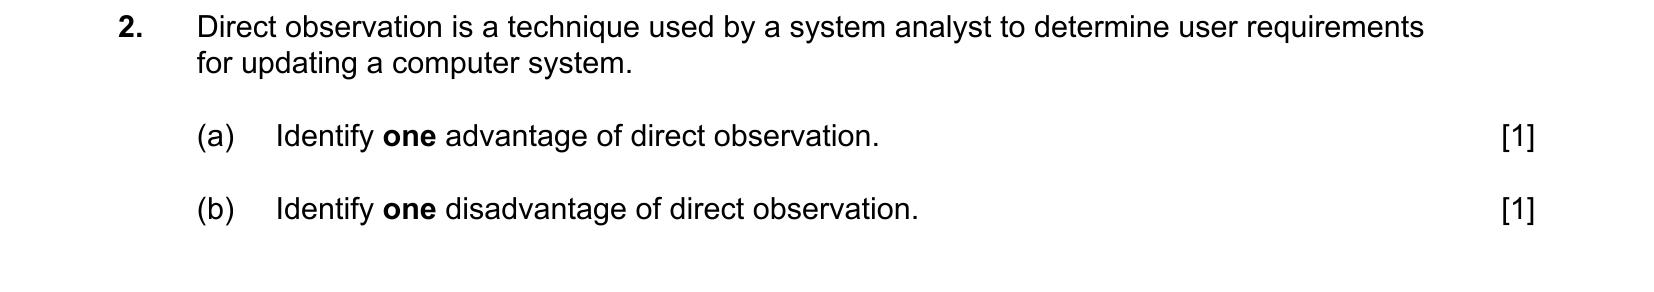 2. Direct observation is a technique used by a system analyst to determine user requirements
for updating a computer system.
(a) Identify one advantage of direct observation. [1]
(b) Identify one disadvantage of direct observation. [1]